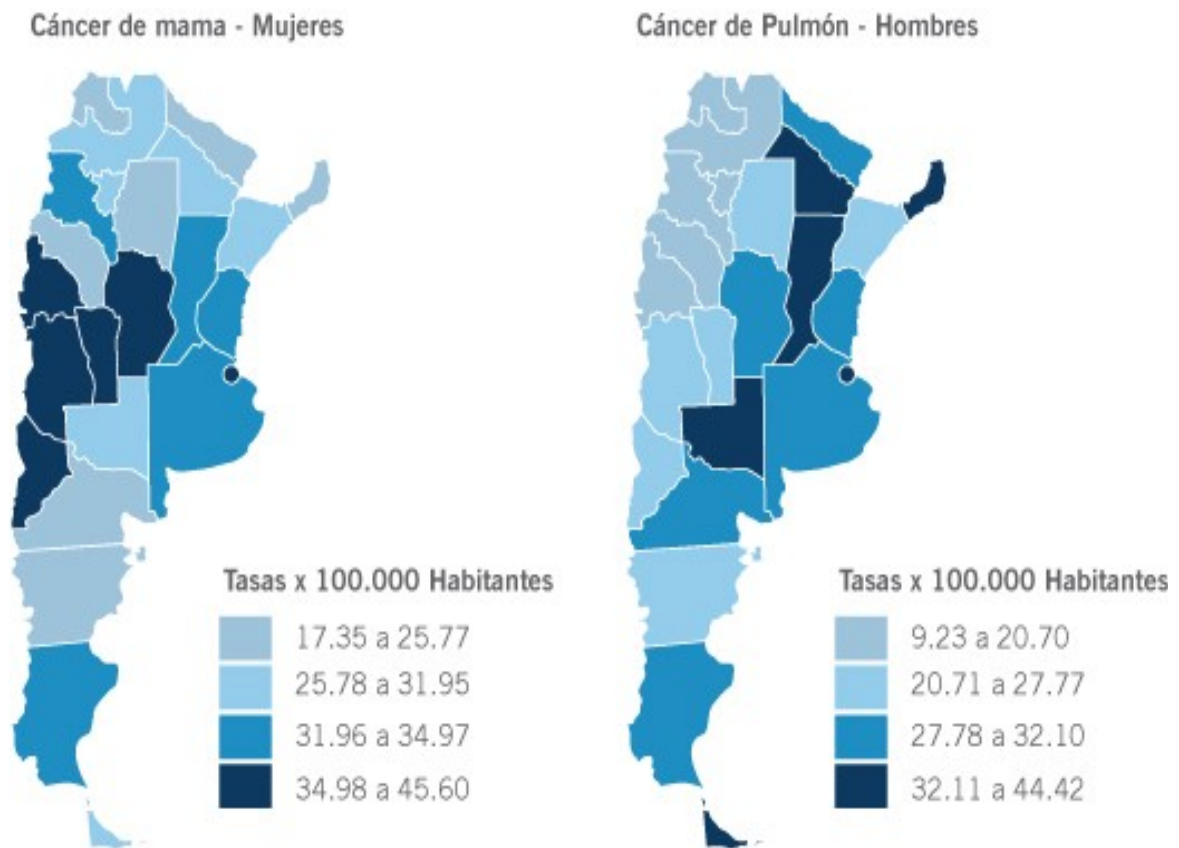 Cáncer de mama - Mujeres
Cáncer de Pulmón - Hombres
Tasas x 100.000 Habitantes
17.35 a 25.77
25.78 a 31.95
31.96 a 34.97
34.98 a 45.60
Tasas x 100.000 Habitantes
9.23 a 20.70
20.71 a 27.77
27.78 a 32.10
32.11 a 44.42